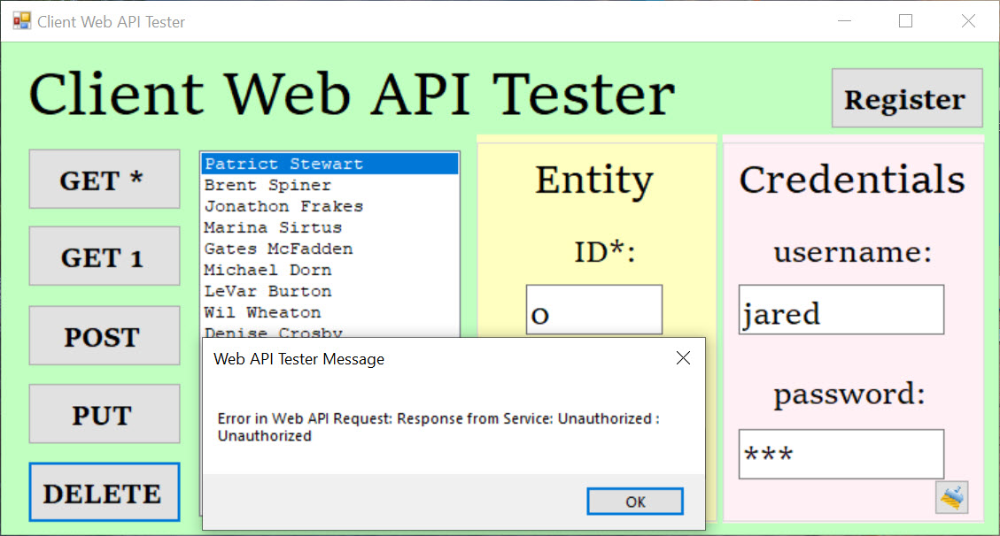 Client Web API Tester
Client Web API Tester
Register
GET *
GET 1
POST
PUT
DELETE
Patrict Stewart
Brent Spiner
Jonathon Frakes
Marina Sirtus
Gates McFadden
Michael Dorn
LeVar Burton
Wil Wheaton
Denise Crosby
Entity
ID*:
0
Credentials
username:
jared
password:
***
Web API Tester Message
Error in Web API Request: Response from Service: Unauthorized :
Unauthorized
OK